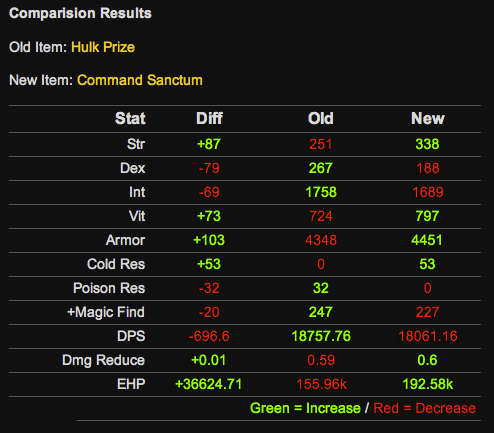 Comparision Results
Old Item: Hulk Prize
New Item: Command Sanctum
Stat Diff Old New
Str +87 251 338
Dex -79 267 188
Int -69 1758 1689
Vit +73 724 797
Armor +103 4348 4451
Cold Res +53 0 53
Poison Res -32 32 0
+Magic Find -20 247 227
DPS -696.6 18757.76 18061.16
Dmg Reduce +0.01 0.59 0.6
EHP +36624.71 155.96k 192.58k
Green = Increase / Red = Decrease